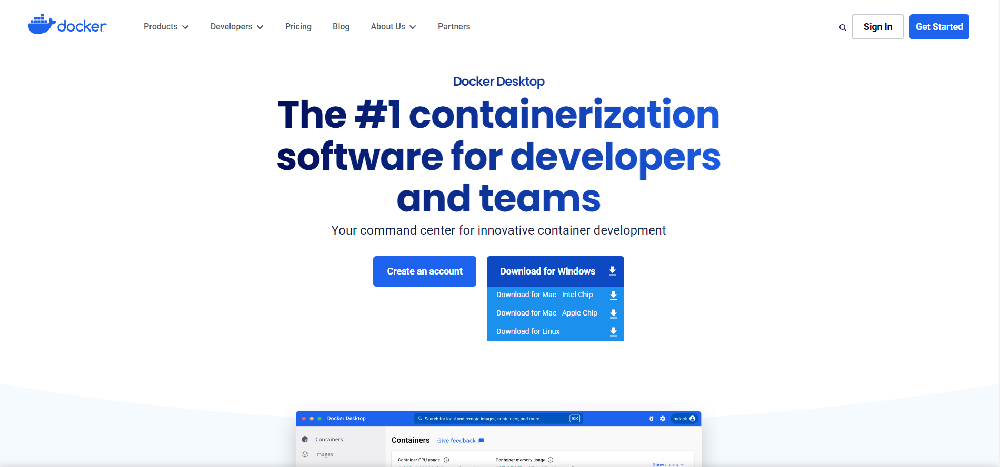 docker
Products
Developers
Pricing
Blog
About Us
Partners
Sign In
Get Started
Docker Desktop
The #1 containerization
software for developers
and teams
Your command center for innovative container development
Create an account
Download for Windows
Download for Mac - Intel Chip
Download for Mac - Apple Chip
Download for Linux
Docker Desktop
Search for local and remote images, containers, and more...
⌘K
mdock
Containers
Images
Containers
Give feedback
Container CPU usage
Container memory usage
Show charts